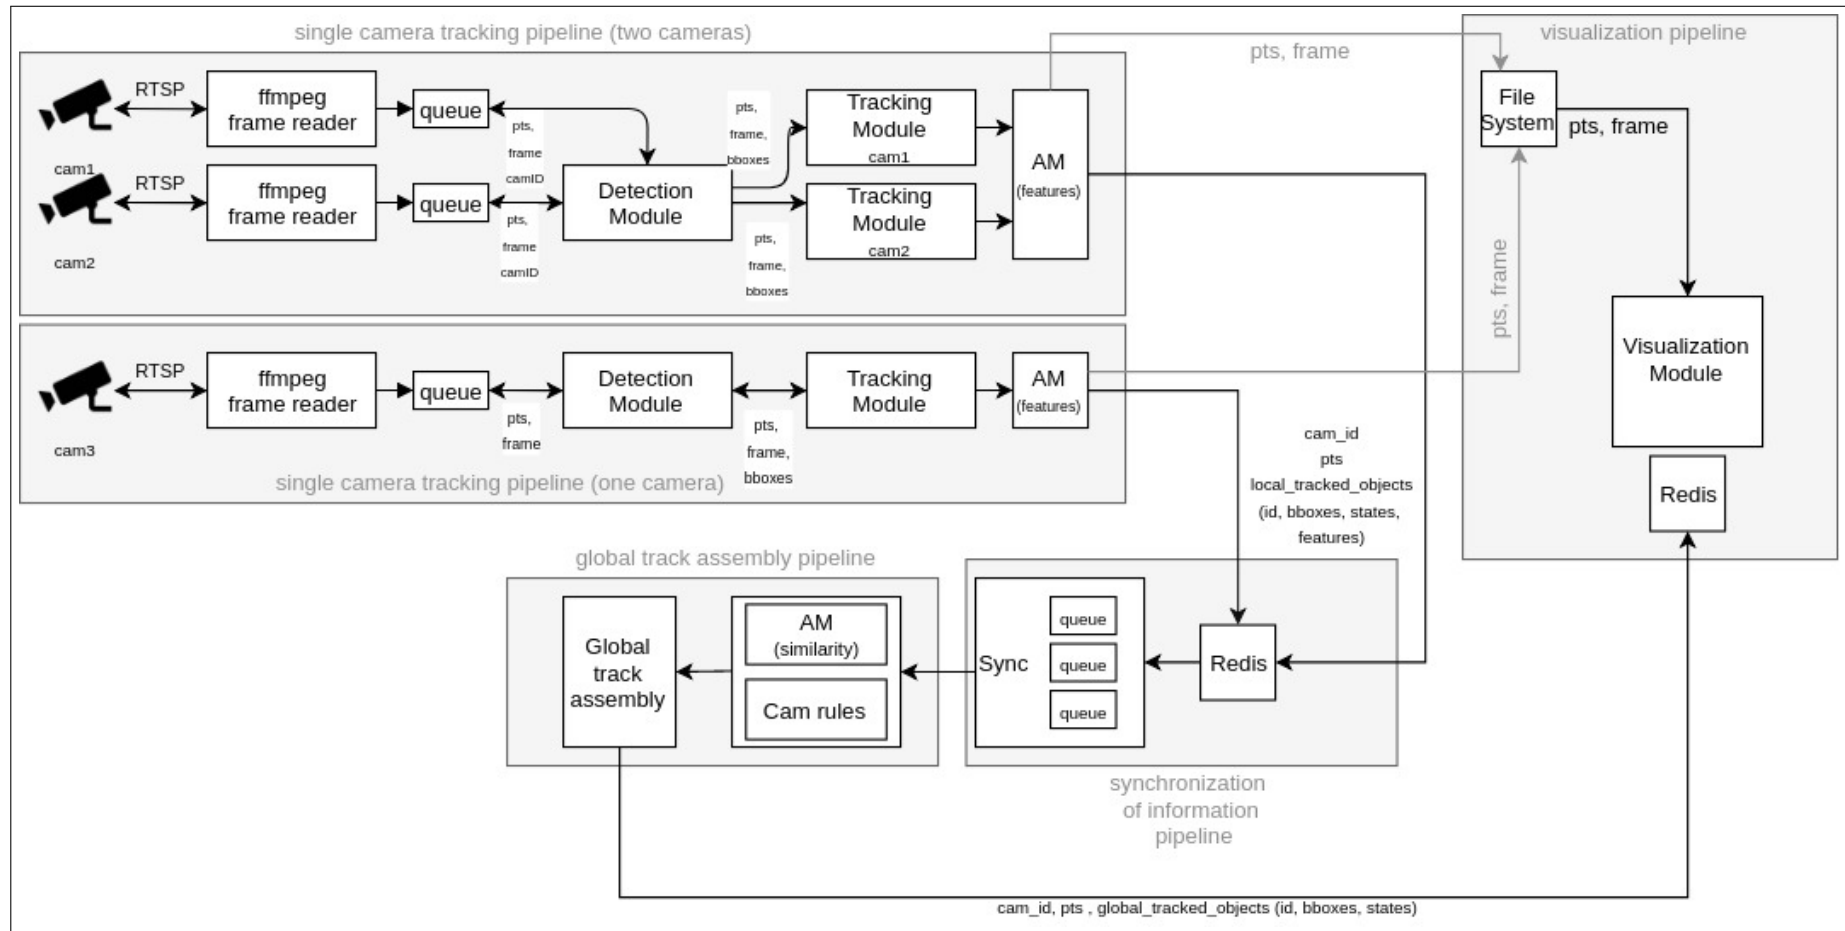 single camera tracking pipeline (two cameras)
cam1
RTSP
ffmpeg
frame reader
queue
pts,
frame
camID
cam2
RTSP
ffmpeg
frame reader
queue
pts,
frame
camID
Detection
Module
pts,
frame,
bboxes
pts,
frame,
bboxes
Tracking
Module
cam1
Tracking
Module
cam2
AM
(features)
pts, frame
cam3
RTSP
ffmpeg
frame reader
queue
pts,
frame
Detection
Module
pts,
frame,
bboxes
Tracking
Module
AM
(features)
single camera tracking pipeline (one camera)
pts, frame
visualization pipeline
File
System
pts, frame
Visualization
Module
Redis
cam_id
pts
local_tracked_objects
(id, bboxes, states,
features)
global track assembly pipeline
Global
track
assembly
AM
(similarity)
Cam rules
Sync
queue
queue
queue
Redis
synchronization
of information
pipeline
cam_id, pts , global_tracked_objects (id, bboxes, states)